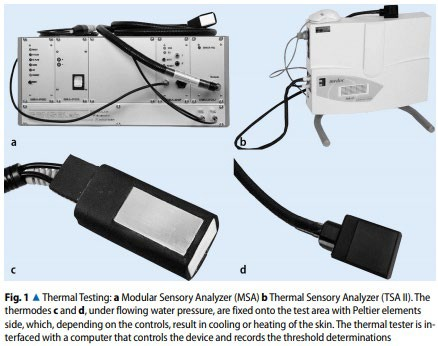 a
b
c
d
Fig. 1 ▲ Thermal Testing: a Modular Sensory Analyzer (MSA) b Thermal Sensory Analyzer (TSA II). The
thermodes c and d, under flowing water pressure, are fixed onto the test area with Peltier elements
side, which, depending on the controls, result in cooling or heating of the skin. The thermal tester is in-
terfaced with a computer that controls the device and records the threshold determinations